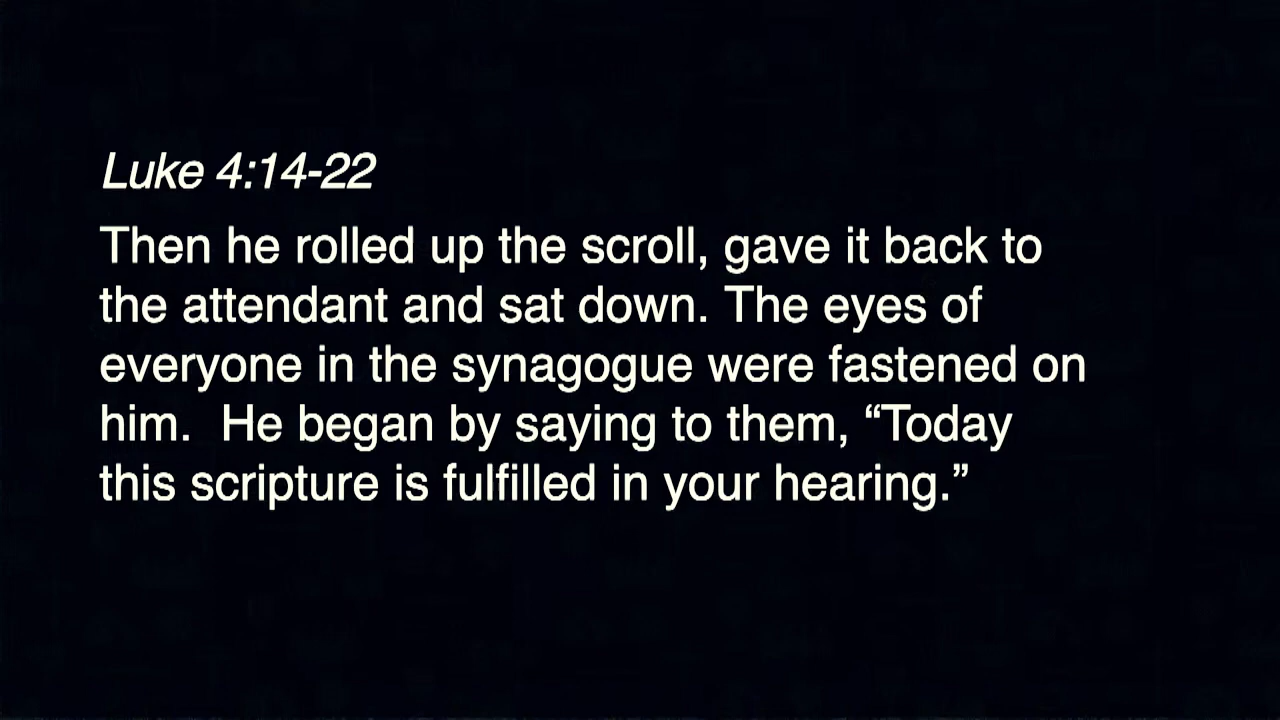 Luke 4:14-22
Then he rolled up the scroll, gave it back to
the attendant and sat down. The eyes of
everyone in the synagogue were fastened on
him.  He began by saying to them, “Today
this scripture is fulfilled in your hearing.”